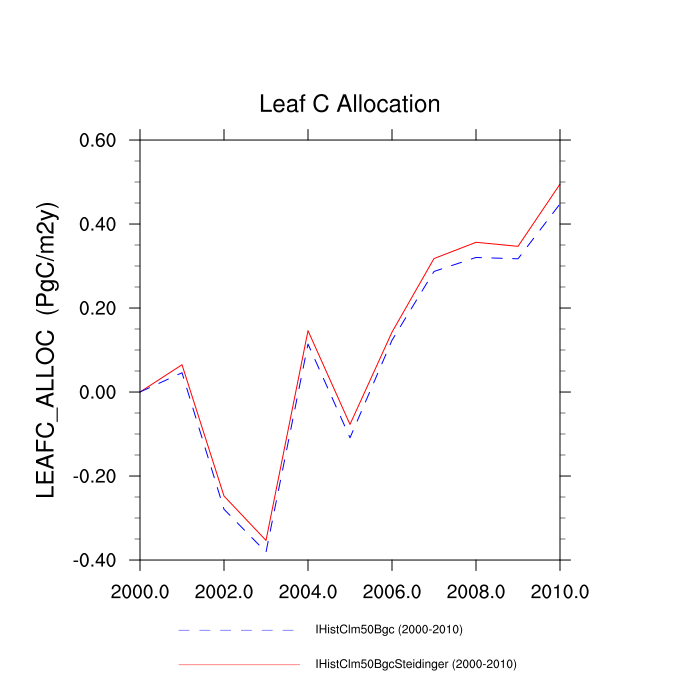 Leaf C Allocation
LEAFC_ALLOC (PgC/m2y)
0.60
0.40
0.20
0.00
-0.20
-0.40
2000.0 2002.0 2004.0 2006.0 2008.0 2010.0
IHistClm50Bgc (2000-2010)
IHistClm50BgcSteidinger (2000-2010)